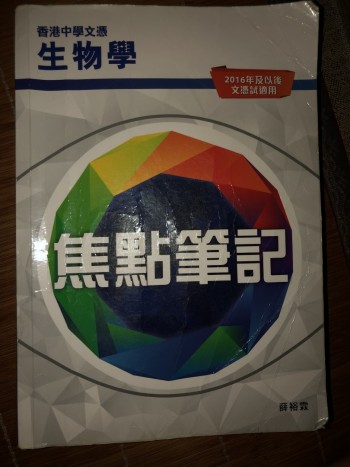 香港中學文憑
生物學
2016年及以後
文憑試適用
焦點筆記
薛裕霖